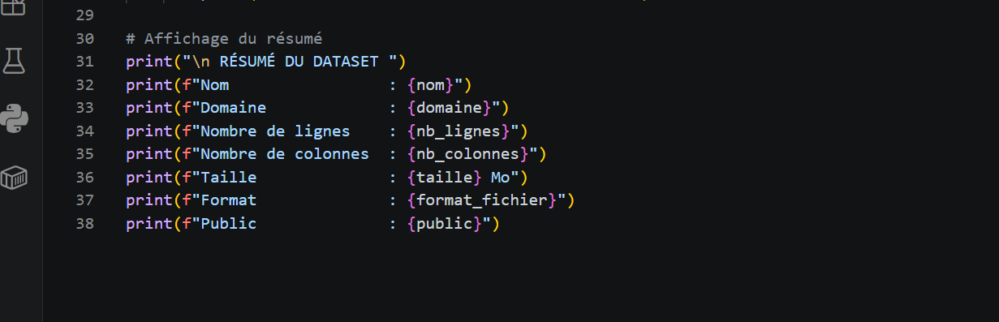 29
30 # Affichage du résumé
31 print("\n RÉSUMÉ DU DATASET ")
32 print(f"Nom                 : {nom}")
33 print(f"Domaine             : {domaine}")
34 print(f"Nombre de lignes    : {nb_lignes}")
35 print(f"Nombre de colonnes  : {nb_colonnes}")
36 print(f"Taille              : {taille} Mo")
37 print(f"Format              : {format_fichier}")
38 print(f"Public              : {public}")